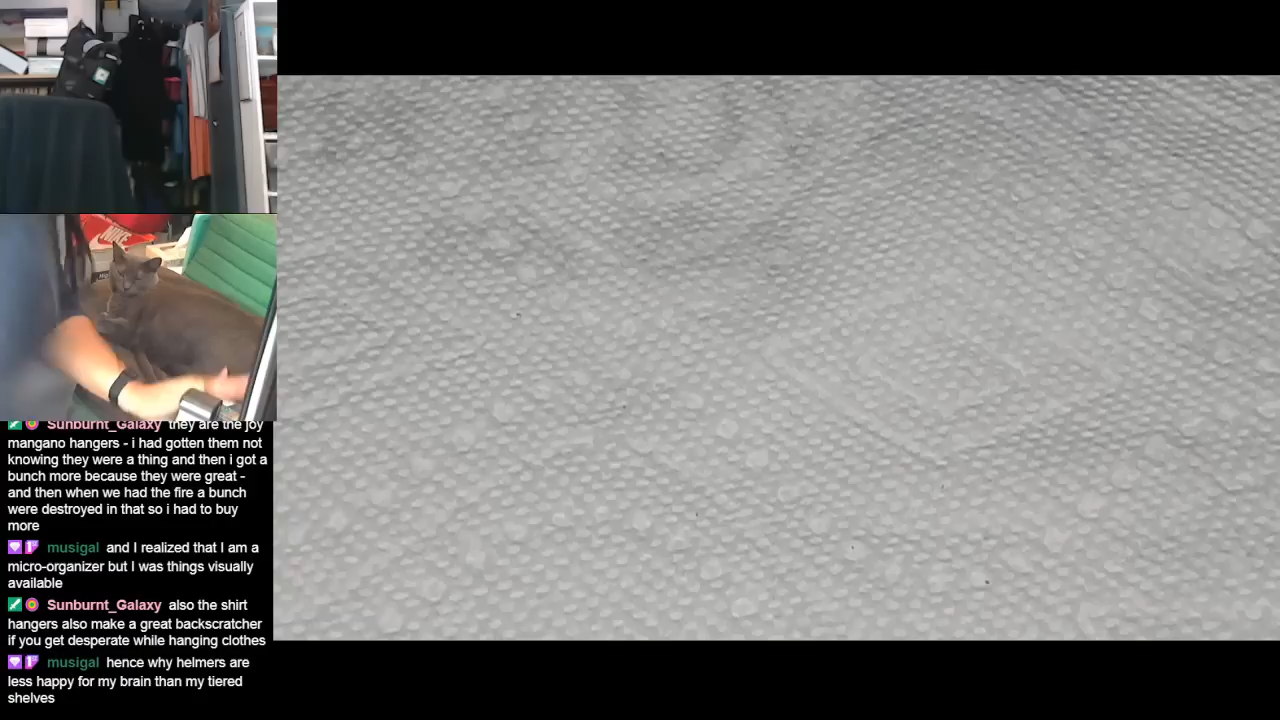 Sunburnt_Galaxy they are the joy
mangano hangers - i had gotten them not
knowing they were a thing and then i got a
bunch more because they were great -
and then when we had the fire a bunch
were destroyed in that so i had to buy
more
musigal and I realized that I am a
micro-organizer but I was things visually
available
Sunburnt_Galaxy also the shirt
hangers also make a great backscratcher
if you get desperate while hanging clothes
musigal hence why helmers are
less happy for my brain than my tiered
shelves